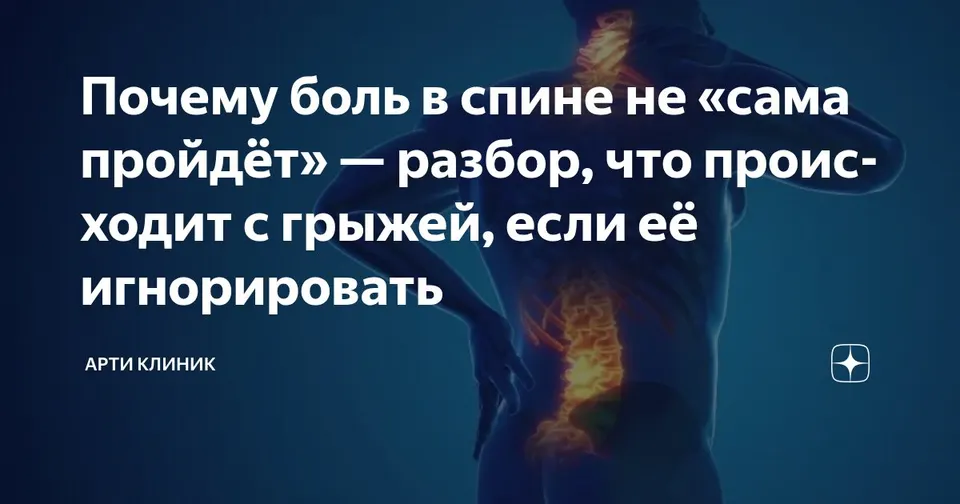 Почему боль в спине не «сама
пройдёт» — разбор, что проис-
ходит с грыжей, если её
игнорировать
АРТИ КЛИНИК